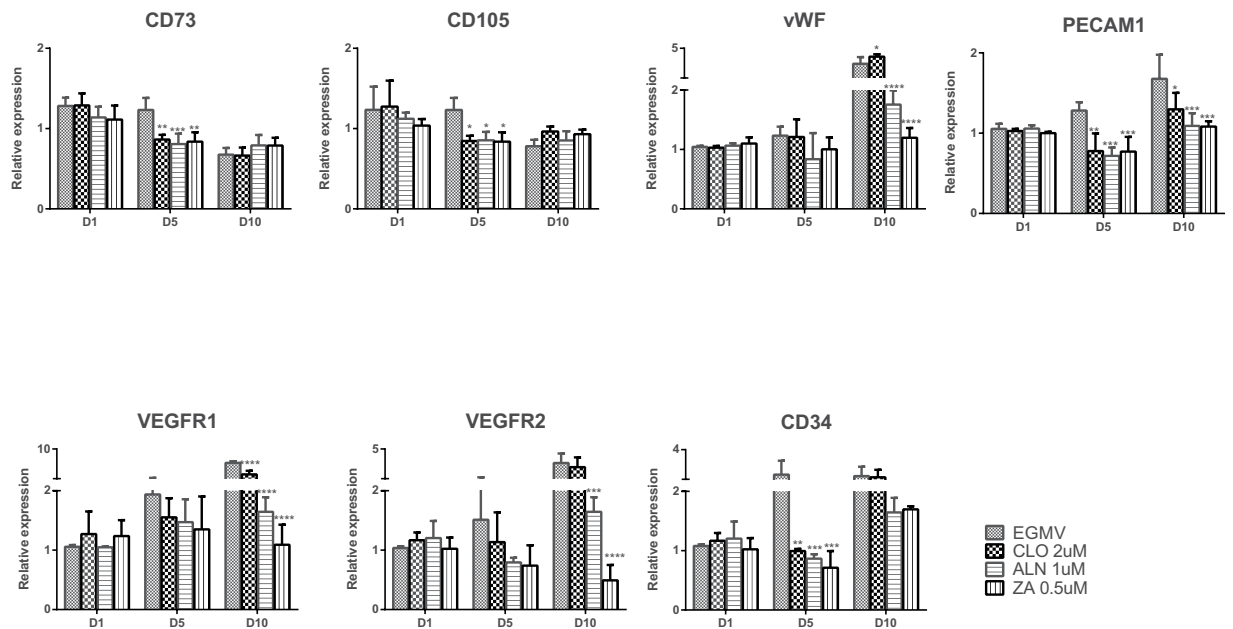 CD73
CD105
vWF
PECAM1
Relative expression
2
1
0
** *** **
D1 D5 D10
Relative expression
2
1
0
* * *
D1 D5 D10
Relative expression
5
2
1
0
*
****
****
D1 D5 D10
Relative expression
2
1
0
** *** ***
* *** ***
D1 D5 D10
VEGFR1
VEGFR2
CD34
Relative expression
10
2
1
0
****
****
****
D1 D5 D10
Relative expression
5
2
1
0
***
****
D1 D5 D10
Relative expression
4
2
1
0
** *** ***
D1 D5 D10
EGMV
CLO 2uM
ALN 1uM
ZA 0.5uM